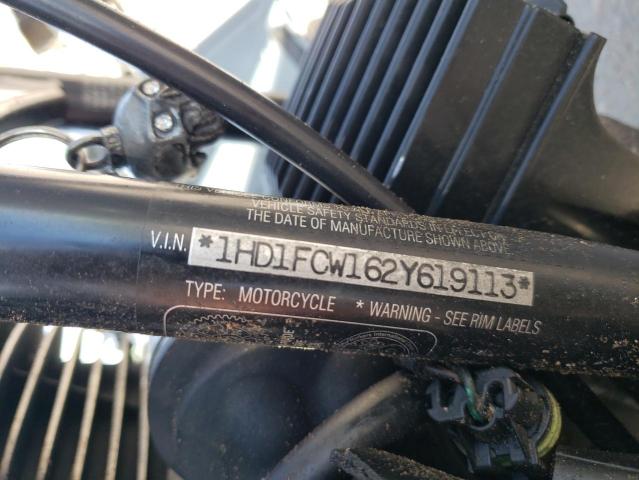 VEHICLE SAFETY STANDARDS IN EFFECT ON
THE DATE OF MANUFACTURE SHOWN ABOVE.
V.I.N. *1HD1FCW162Y619113*
TYPE: MOTORCYCLE * WARNING - SEE RIM LABELS